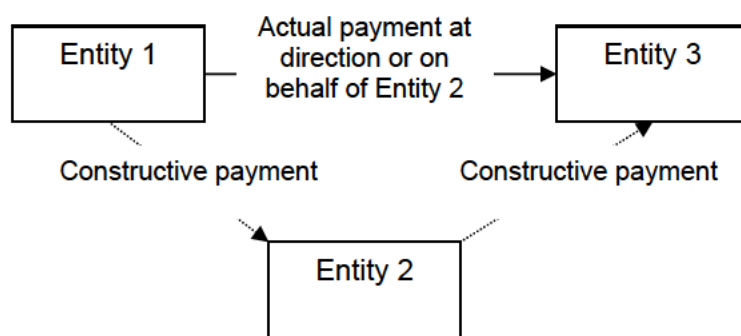 Entity 1
Actual payment at
direction or on
behalf of Entity 2
Entity 3
Constructive payment
Constructive payment
Entity 2